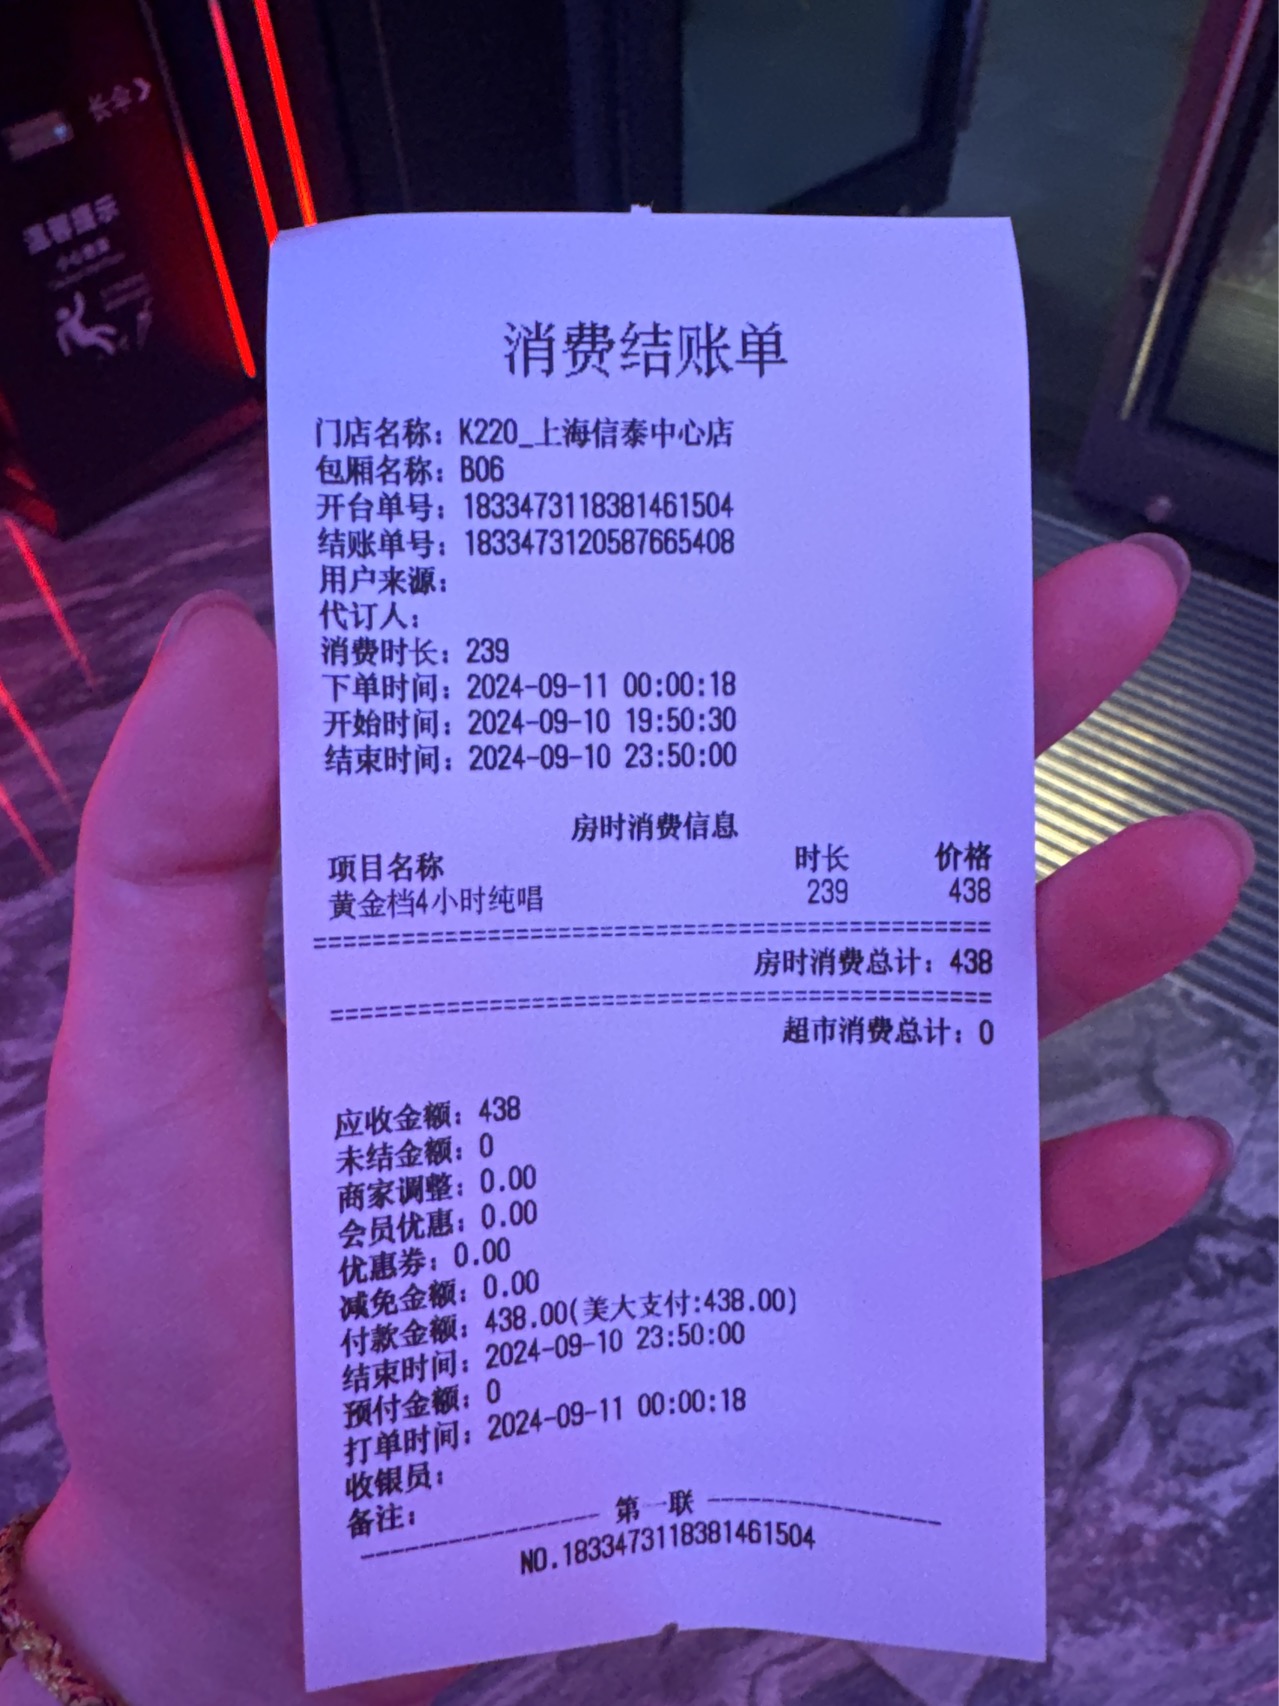 长伞
温馨提示
小心地滑
消费结账单
门店名称：K220_上海信泰中心店
包厢名称：B06
开台单号：1833473118381461504
结账单号：1833473120587665408
用户来源：
代订人：
消费时长：239
下单时间：2024-09-11 00:00:18
开始时间：2024-09-10 19:50:30
结束时间：2024-09-10 23:50:00
房时消费信息
项目名称 时长 价格
黄金档4小时纯唱 239 438
房时消费总计：438
超市消费总计：0
应收金额：438
未结金额：0
商家调整：0.00
会员优惠：0.00
优惠券：0.00
减免金额：0.00
付款金额：438.00(美大支付:438.00)
结束时间：2024-09-10 23:50:00
预付金额：0
打单时间：2024-09-11 00:00:18
收银员：
备注：
第一联
NO.1833473118381461504